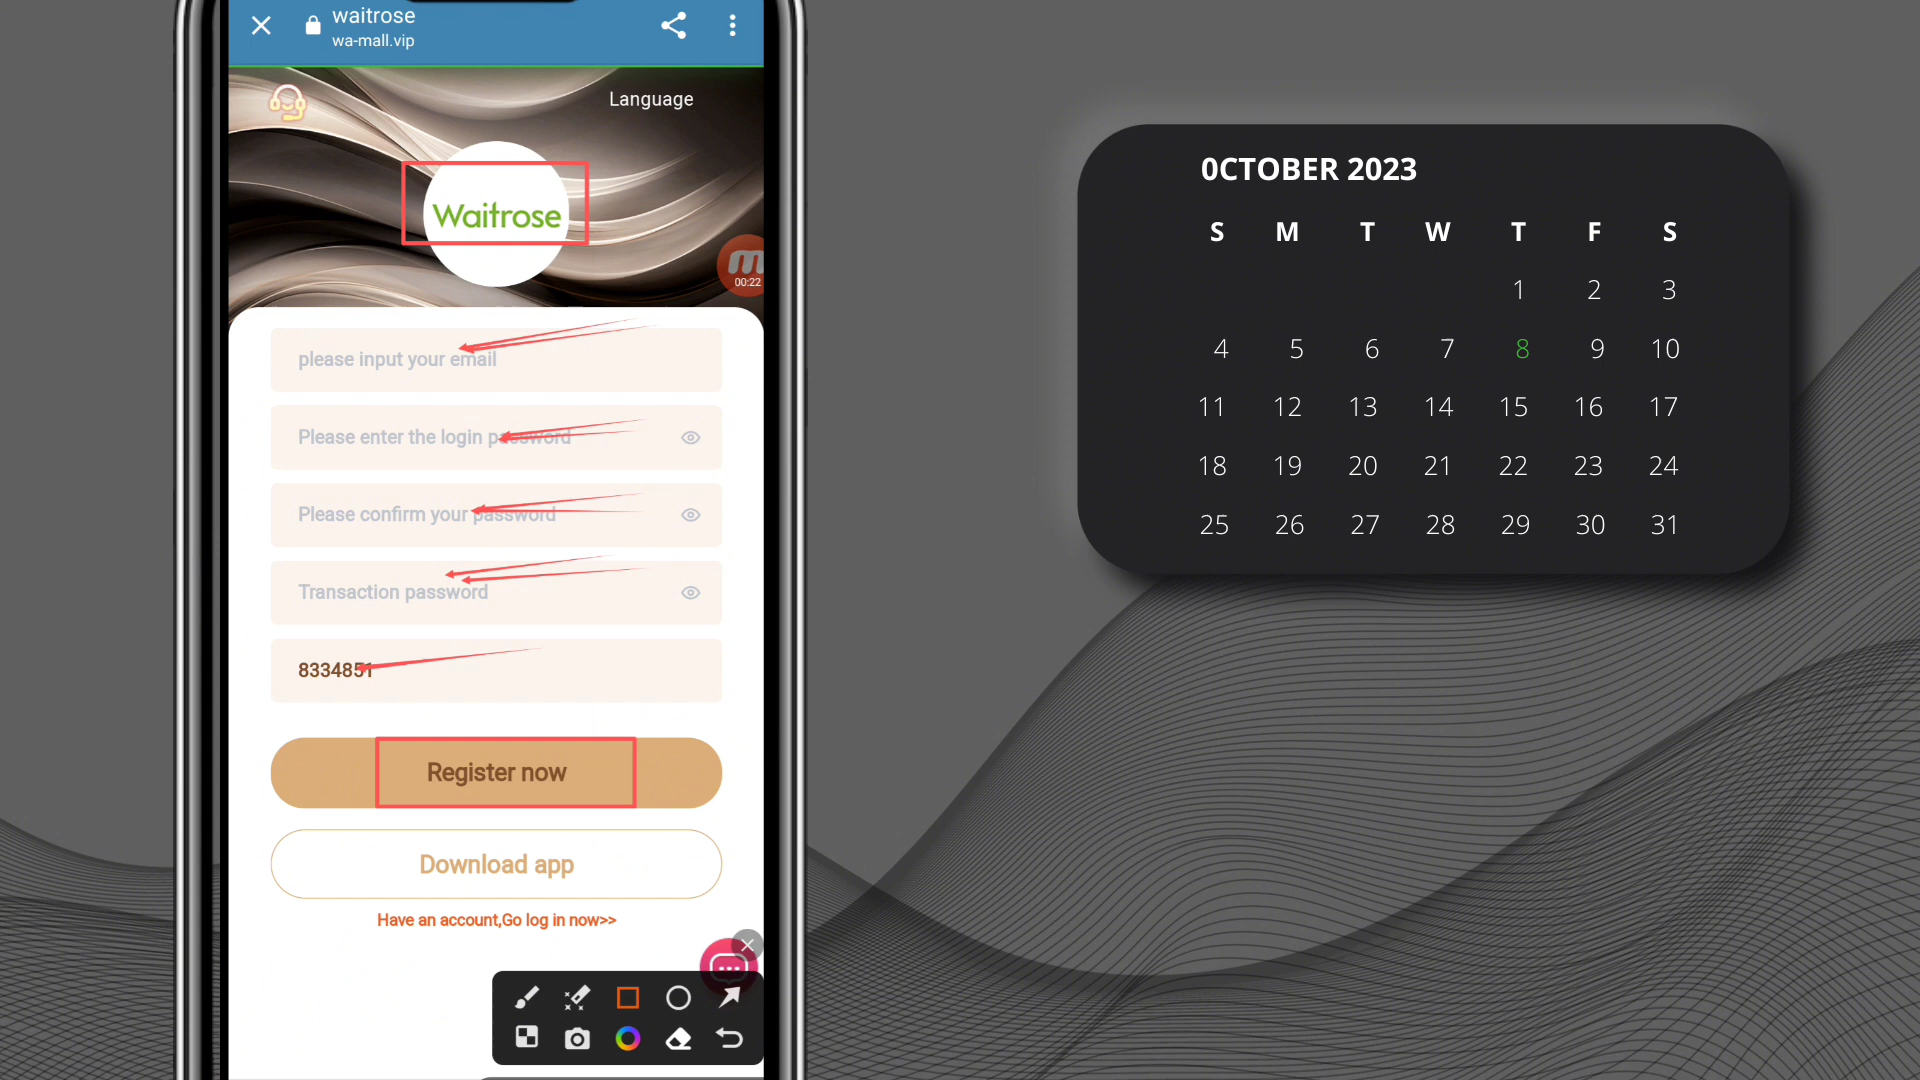 waitrose
wa-mall.vip
Language
Waitrose
00:22
please input your email
Please enter the login password
Please confirm your password
Transaction password
8334851
Register now
Download app
Have an account,Go log in now>>
0CTOBER 2023
S M T W T F S
1 2 3
4 5 6 7 8 9 10
11 12 13 14 15 16 17
18 19 20 21 22 23 24
25 26 27 28 29 30 31